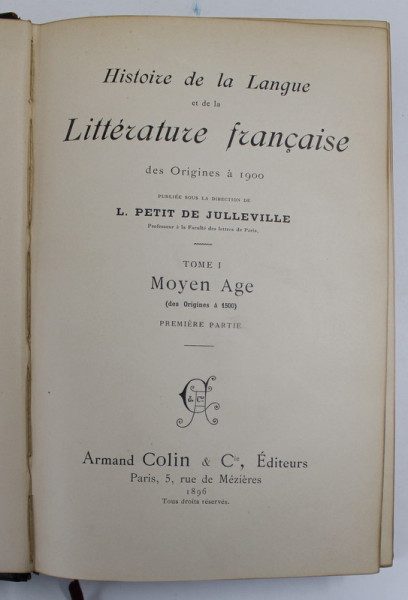 Histoire de la Langue
et de la
Littérature française
des Origines à 1900
PUBLIÉE SOUS LA DIRECTION DE
L. PETIT DE JULLEVILLE
Professeur à la Faculté des lettres de Paris.
TOME I
Moyen Age
(des Origines à 1500)
PREMIÈRE PARTIE
Armand Colin & Cie, Éditeurs
Paris, 5, rue de Mézières
1896
Tous droits réservés.